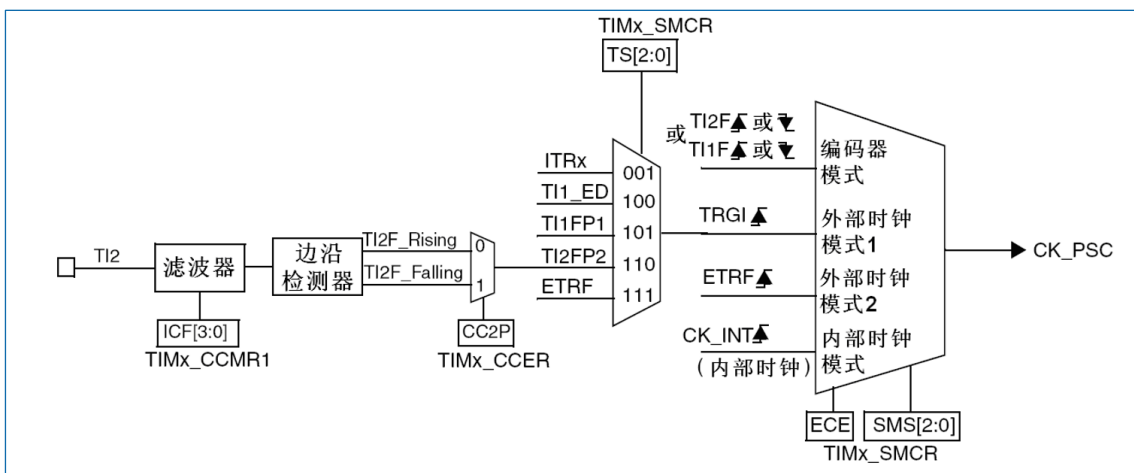 TIMx_SMCR
TS[2:0]
或
TI2F 或
TI1F 或
编码器
模式
ITRx
001
TI1_ED
100
TI1FP1
101
TRGI
外部时钟
模式1
TI2
滤波器
边沿
检测器
TI2F_Rising
0
TI2F_Falling
1
TI2FP2
110
ETRF
111
ETRF
外部时钟
模式2
CK_PSC
ICF[3:0]
TIMx_CCMR1
CC2P
TIMx_CCER
CK_INT
(内部时钟)
内部时钟
模式
ECE
SMS[2:0]
TIMx_SMCR